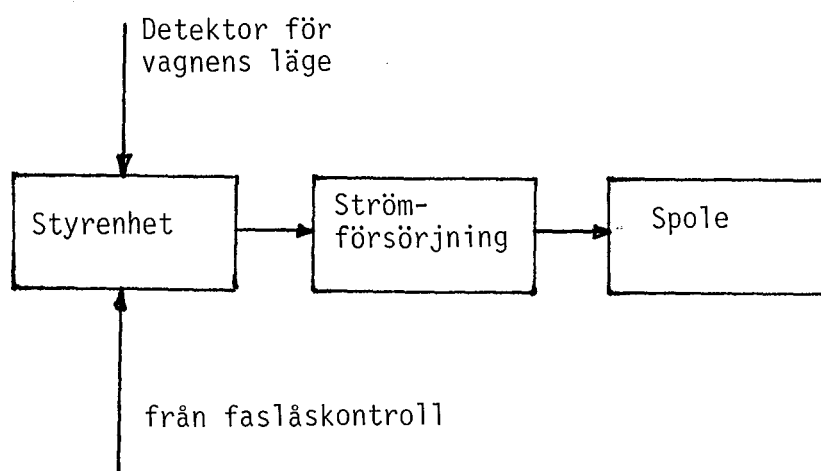 Detektor för
vagnens läge
Styrenhet
Ström-
försörjning
Spole
från faslåskontroll